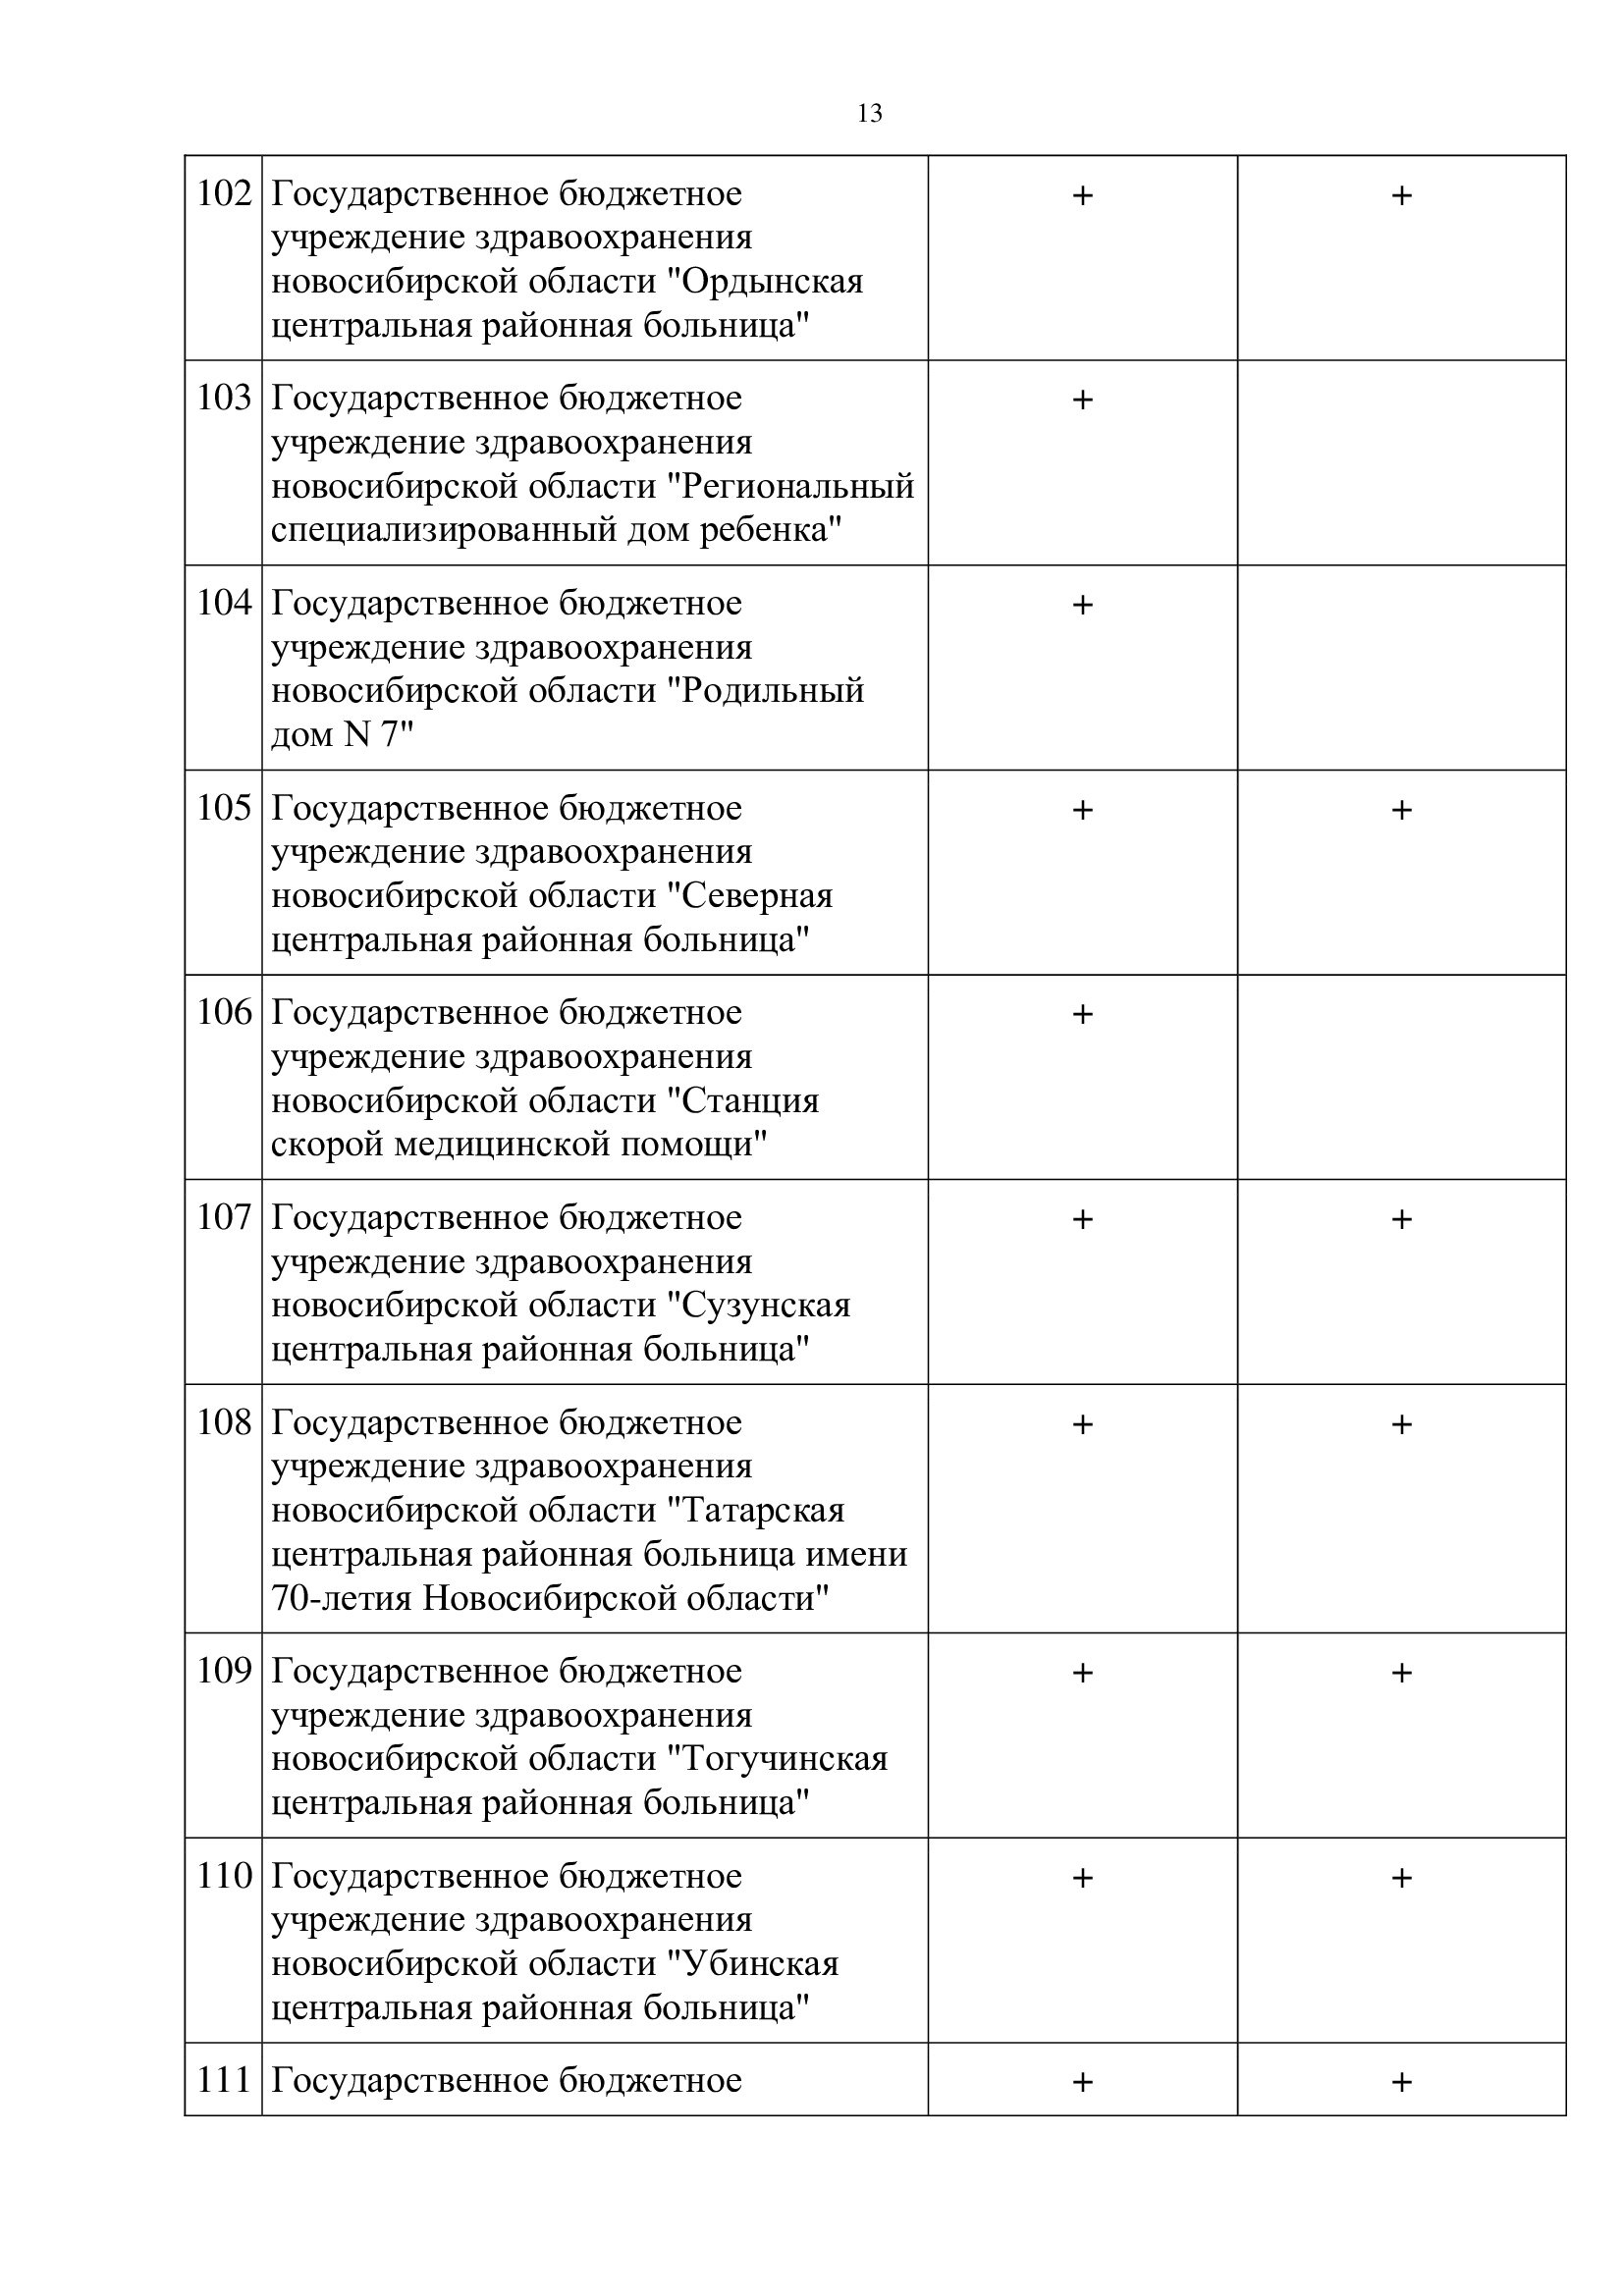 13
102 Государственное бюджетное + +
учреждение здравоохранения
новосибирской области "Ордынская
центральная районная больница"
103 Государственное бюджетное +
учреждение здравоохранения
новосибирской области "Региональный
специализированный дом ребенка"
104 Государственное бюджетное +
учреждение здравоохранения
новосибирской области "Родильный
дом N 7"
105 Государственное бюджетное + +
учреждение здравоохранения
новосибирской области "Северная
центральная районная больница"
106 Государственное бюджетное +
учреждение здравоохранения
новосибирской области "Станция
скорой медицинской помощи"
107 Государственное бюджетное + +
учреждение здравоохранения
новосибирской области "Сузунская
центральная районная больница"
108 Государственное бюджетное + +
учреждение здравоохранения
новосибирской области "Татарская
центральная районная больница имени
70-летия Новосибирской области"
109 Государственное бюджетное + +
учреждение здравоохранения
новосибирской области "Тогучинская
центральная районная больница"
110 Государственное бюджетное + +
учреждение здравоохранения
новосибирской области "Убинская
центральная районная больница"
111 Государственное бюджетное + +